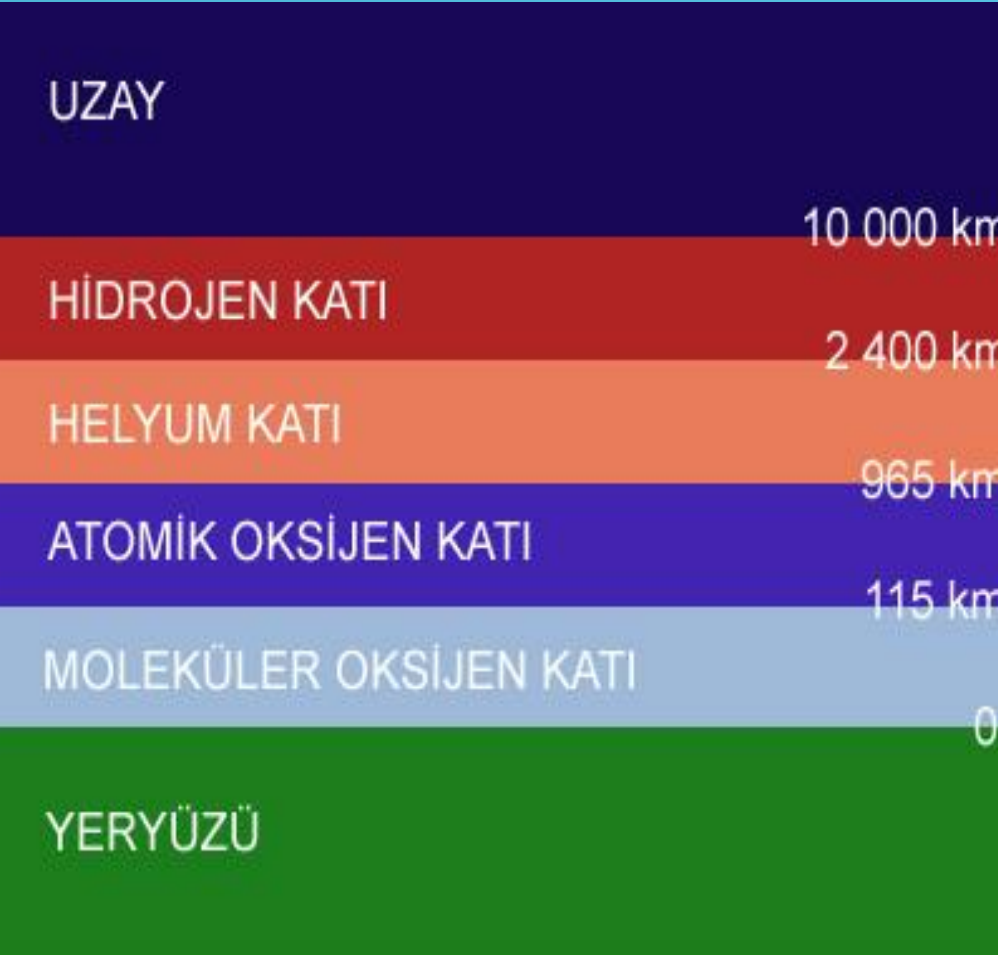 UZAY
10 000 km
HİDROJEN KATI
2 400 km
HELYUM KATI
965 km
ATOMİK OKSİJEN KATI
115 km
MOLEKÜLER OKSİJEN KATI
0
YERYÜZÜ